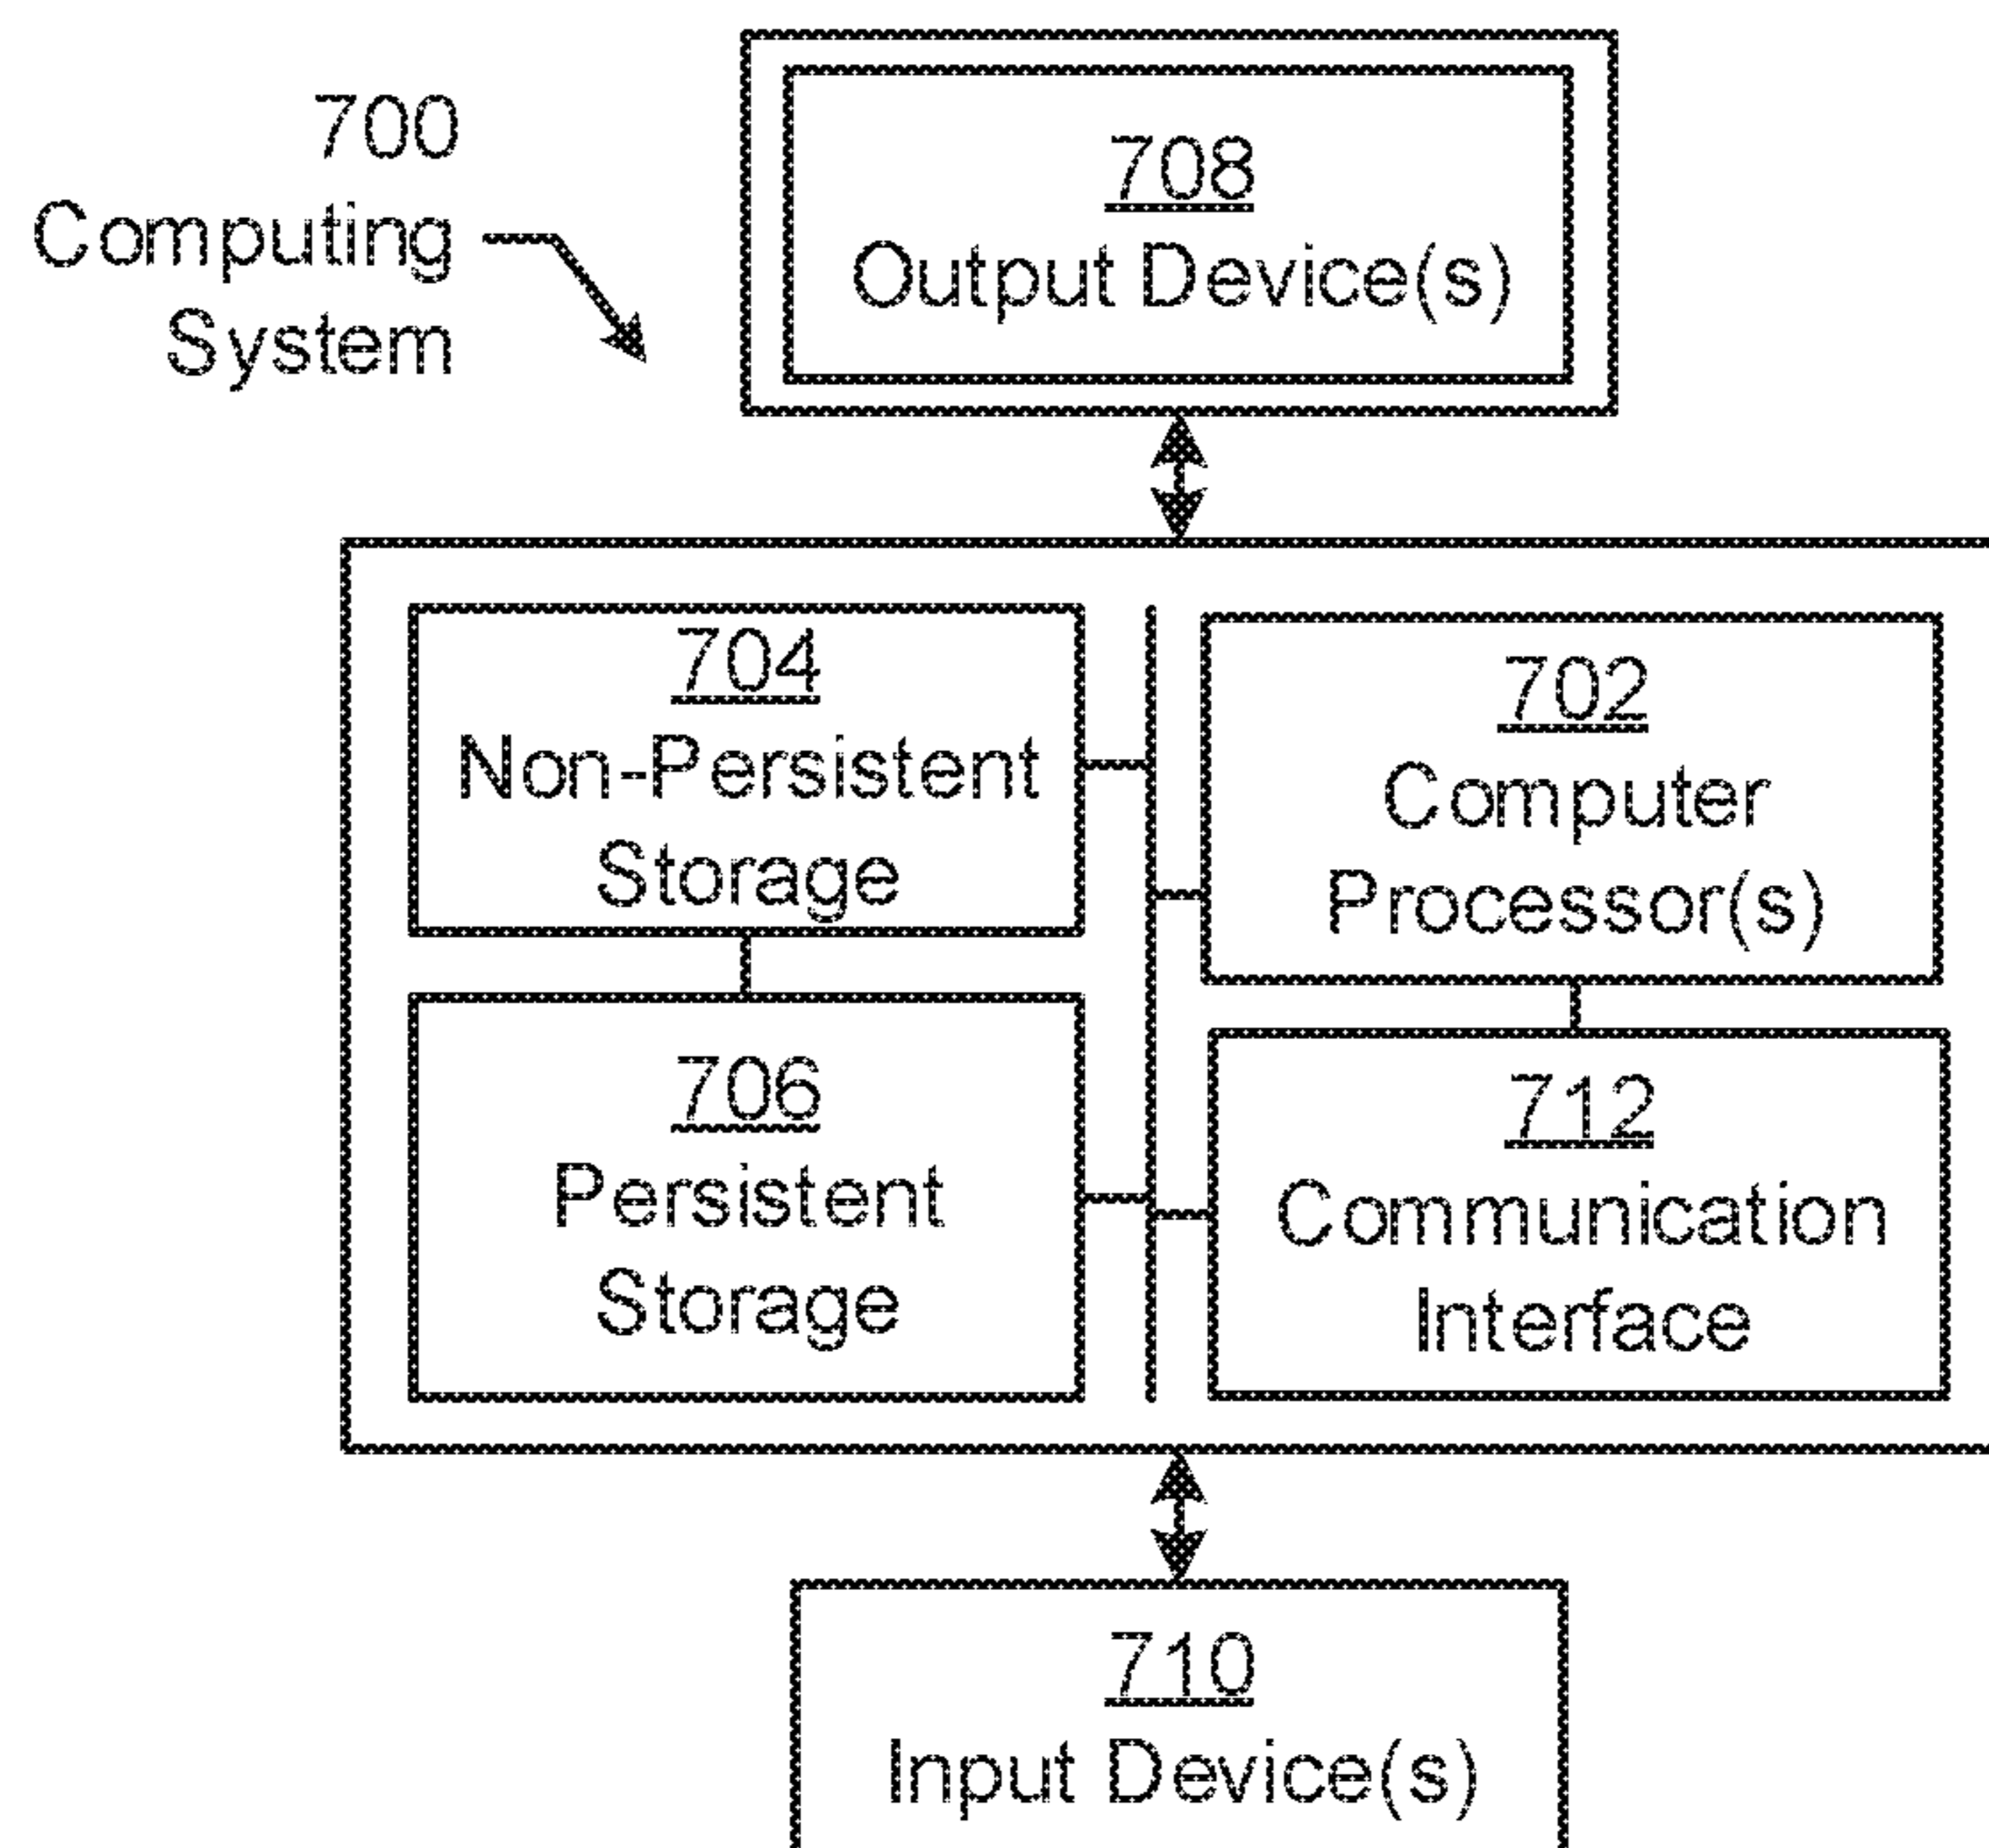 700
Computing
System
708
Output Device(s)
704
Non-Persistent
Storage
702
Computer
Processor(s)
706
Persistent
Storage
712
Communication
Interface
710
Input Device(s)